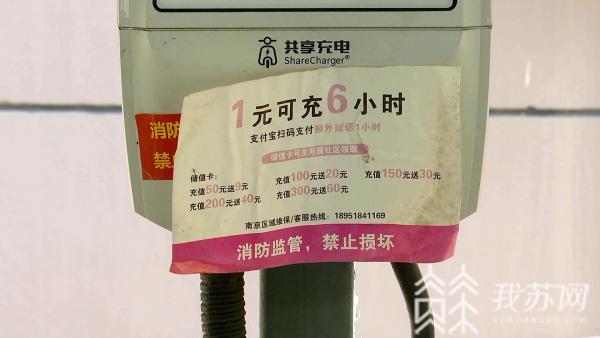 共享充电
ShareCharger®
消防
禁止
1元可充6小时
支付宝扫码支付额外赠送1小时
储值卡可至所属社区领取
储值卡:
充值50元送9元 充值100元送20元 充值150元送30元
充值200元送40元 充值300元送60元
南京区域维保/客服热线: 18951841169
消防监管,禁止损坏
我苏网
OURJIANGSU.COM